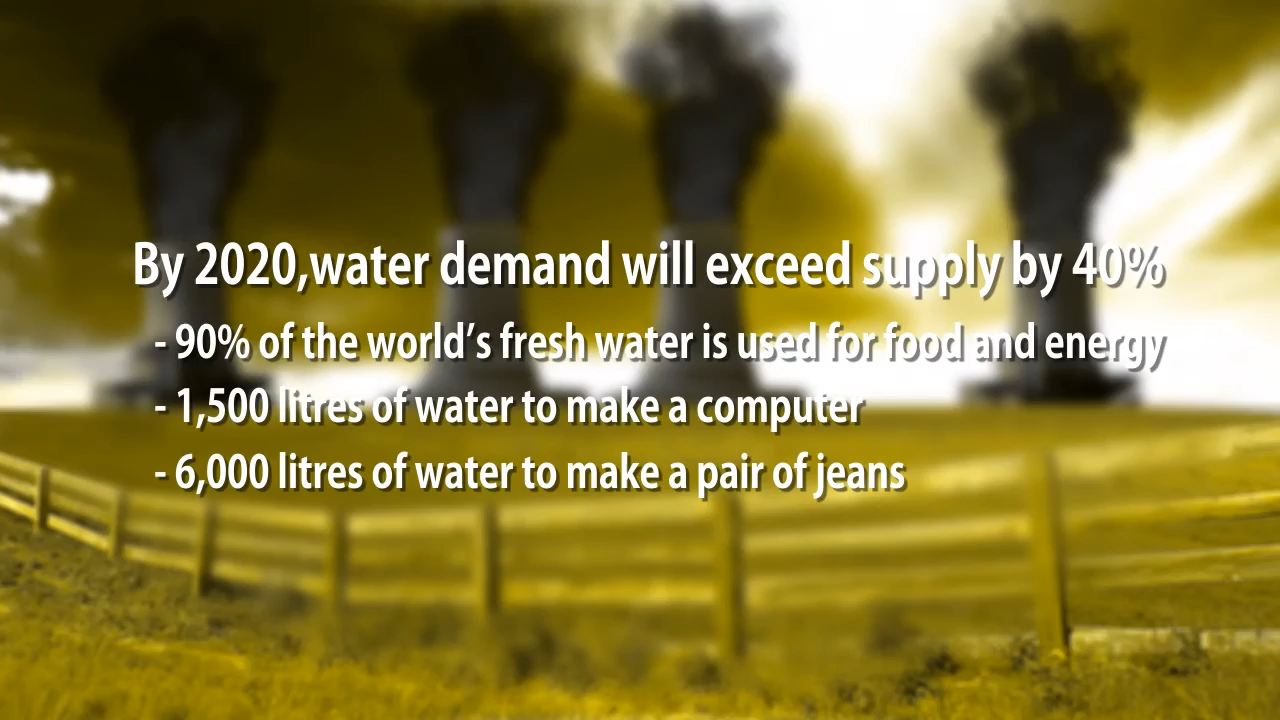 By 2020,water demand will exceed supply by 40%
- 90% of the world's fresh water is used for food and energy
- 1,500 litres of water to make a computer
- 6,000 litres of water to make a pair of jeans